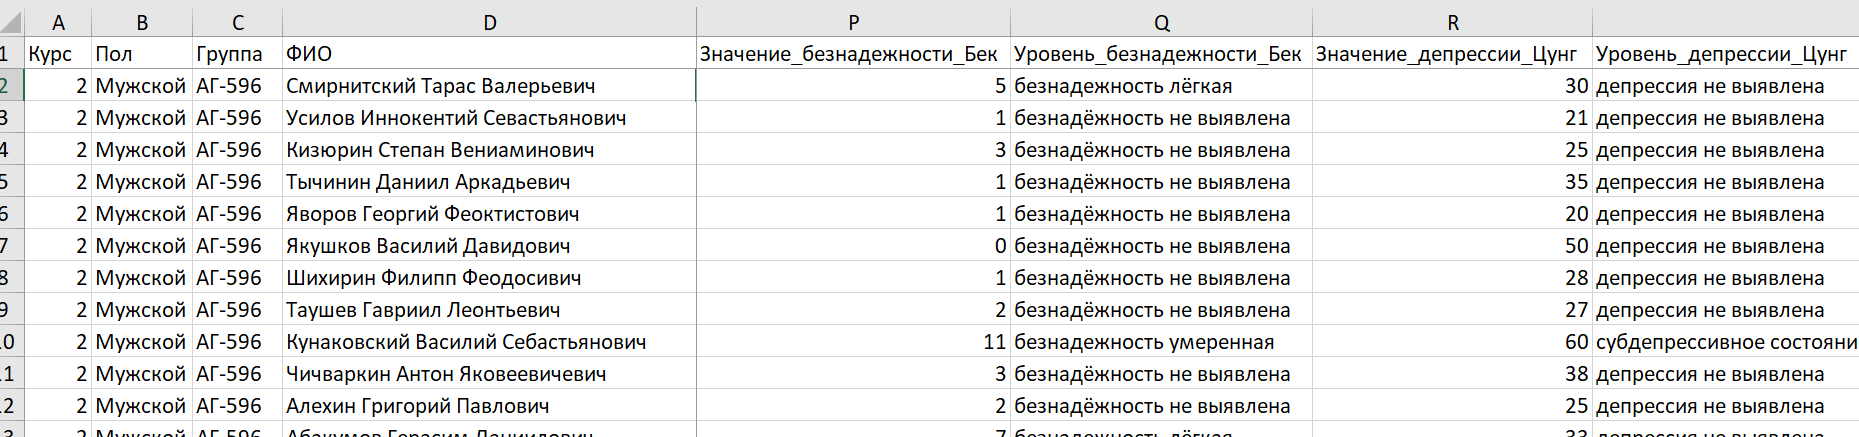 A B C D P Q R
1 Курс Пол Группа ФИО Значение_безнадежности_Бек Уровень_безнадежности_Бек Значение_депрессии_Цунг Уровень_депрессии_Цунг
2 2 Мужской АГ-596 Смирнитский Тарас Валерьевич 5 безнадежность лёгкая 30 депрессия не выявлена
3 2 Мужской АГ-596 Усилов Иннокентий Севастьянович 1 безнадёжность не выявлена 21 депрессия не выявлена
4 2 Мужской АГ-596 Кизюрин Степан Вениаминович 3 безнадёжность не выявлена 25 депрессия не выявлена
5 2 Мужской АГ-596 Тычинин Даниил Аркадьевич 1 безнадёжность не выявлена 35 депрессия не выявлена
6 2 Мужской АГ-596 Яворов Георгий Феоктистович 1 безнадёжность не выявлена 20 депрессия не выявлена
7 2 Мужской АГ-596 Якушков Василий Давидович 0 безнадёжность не выявлена 50 депрессия не выявлена
8 2 Мужской АГ-596 Шихирин Филипп Феодосивич 1 безнадёжность не выявлена 28 депрессия не выявлена
9 2 Мужской АГ-596 Таушев Гавриил Леонтьевич 2 безнадёжность не выявлена 27 депрессия не выявлена
0 2 Мужской АГ-596 Кунаковский Василий Себастьянович 11 безнадежность умеренная 60 субдепрессивное состояни
11 2 Мужской АГ-596 Чичваркин Антон Яковеевичевич 3 безнадёжность не выявлена 38 депрессия не выявлена
12 2 Мужской АГ-596 Алехин Григорий Павлович 2 безнадёжность не выявлена 25 депрессия не выявлена
2 Мужской АГ-596 Абакумов Герасим Даниилович 7 безнадежность лёгкая 33 депрессия не выявлена